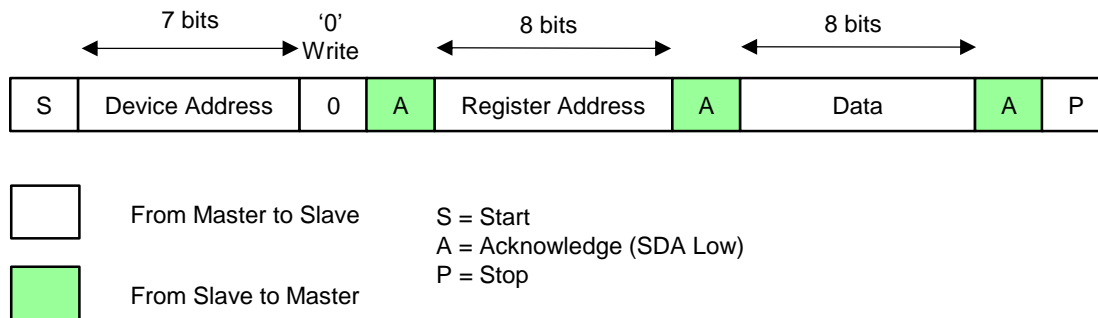 7 bits
‘0’
Write
8 bits
8 bits
S Device Address 0 A Register Address A Data A P
From Master to Slave
From Slave to Master
S = Start
A = Acknowledge (SDA Low)
P = Stop